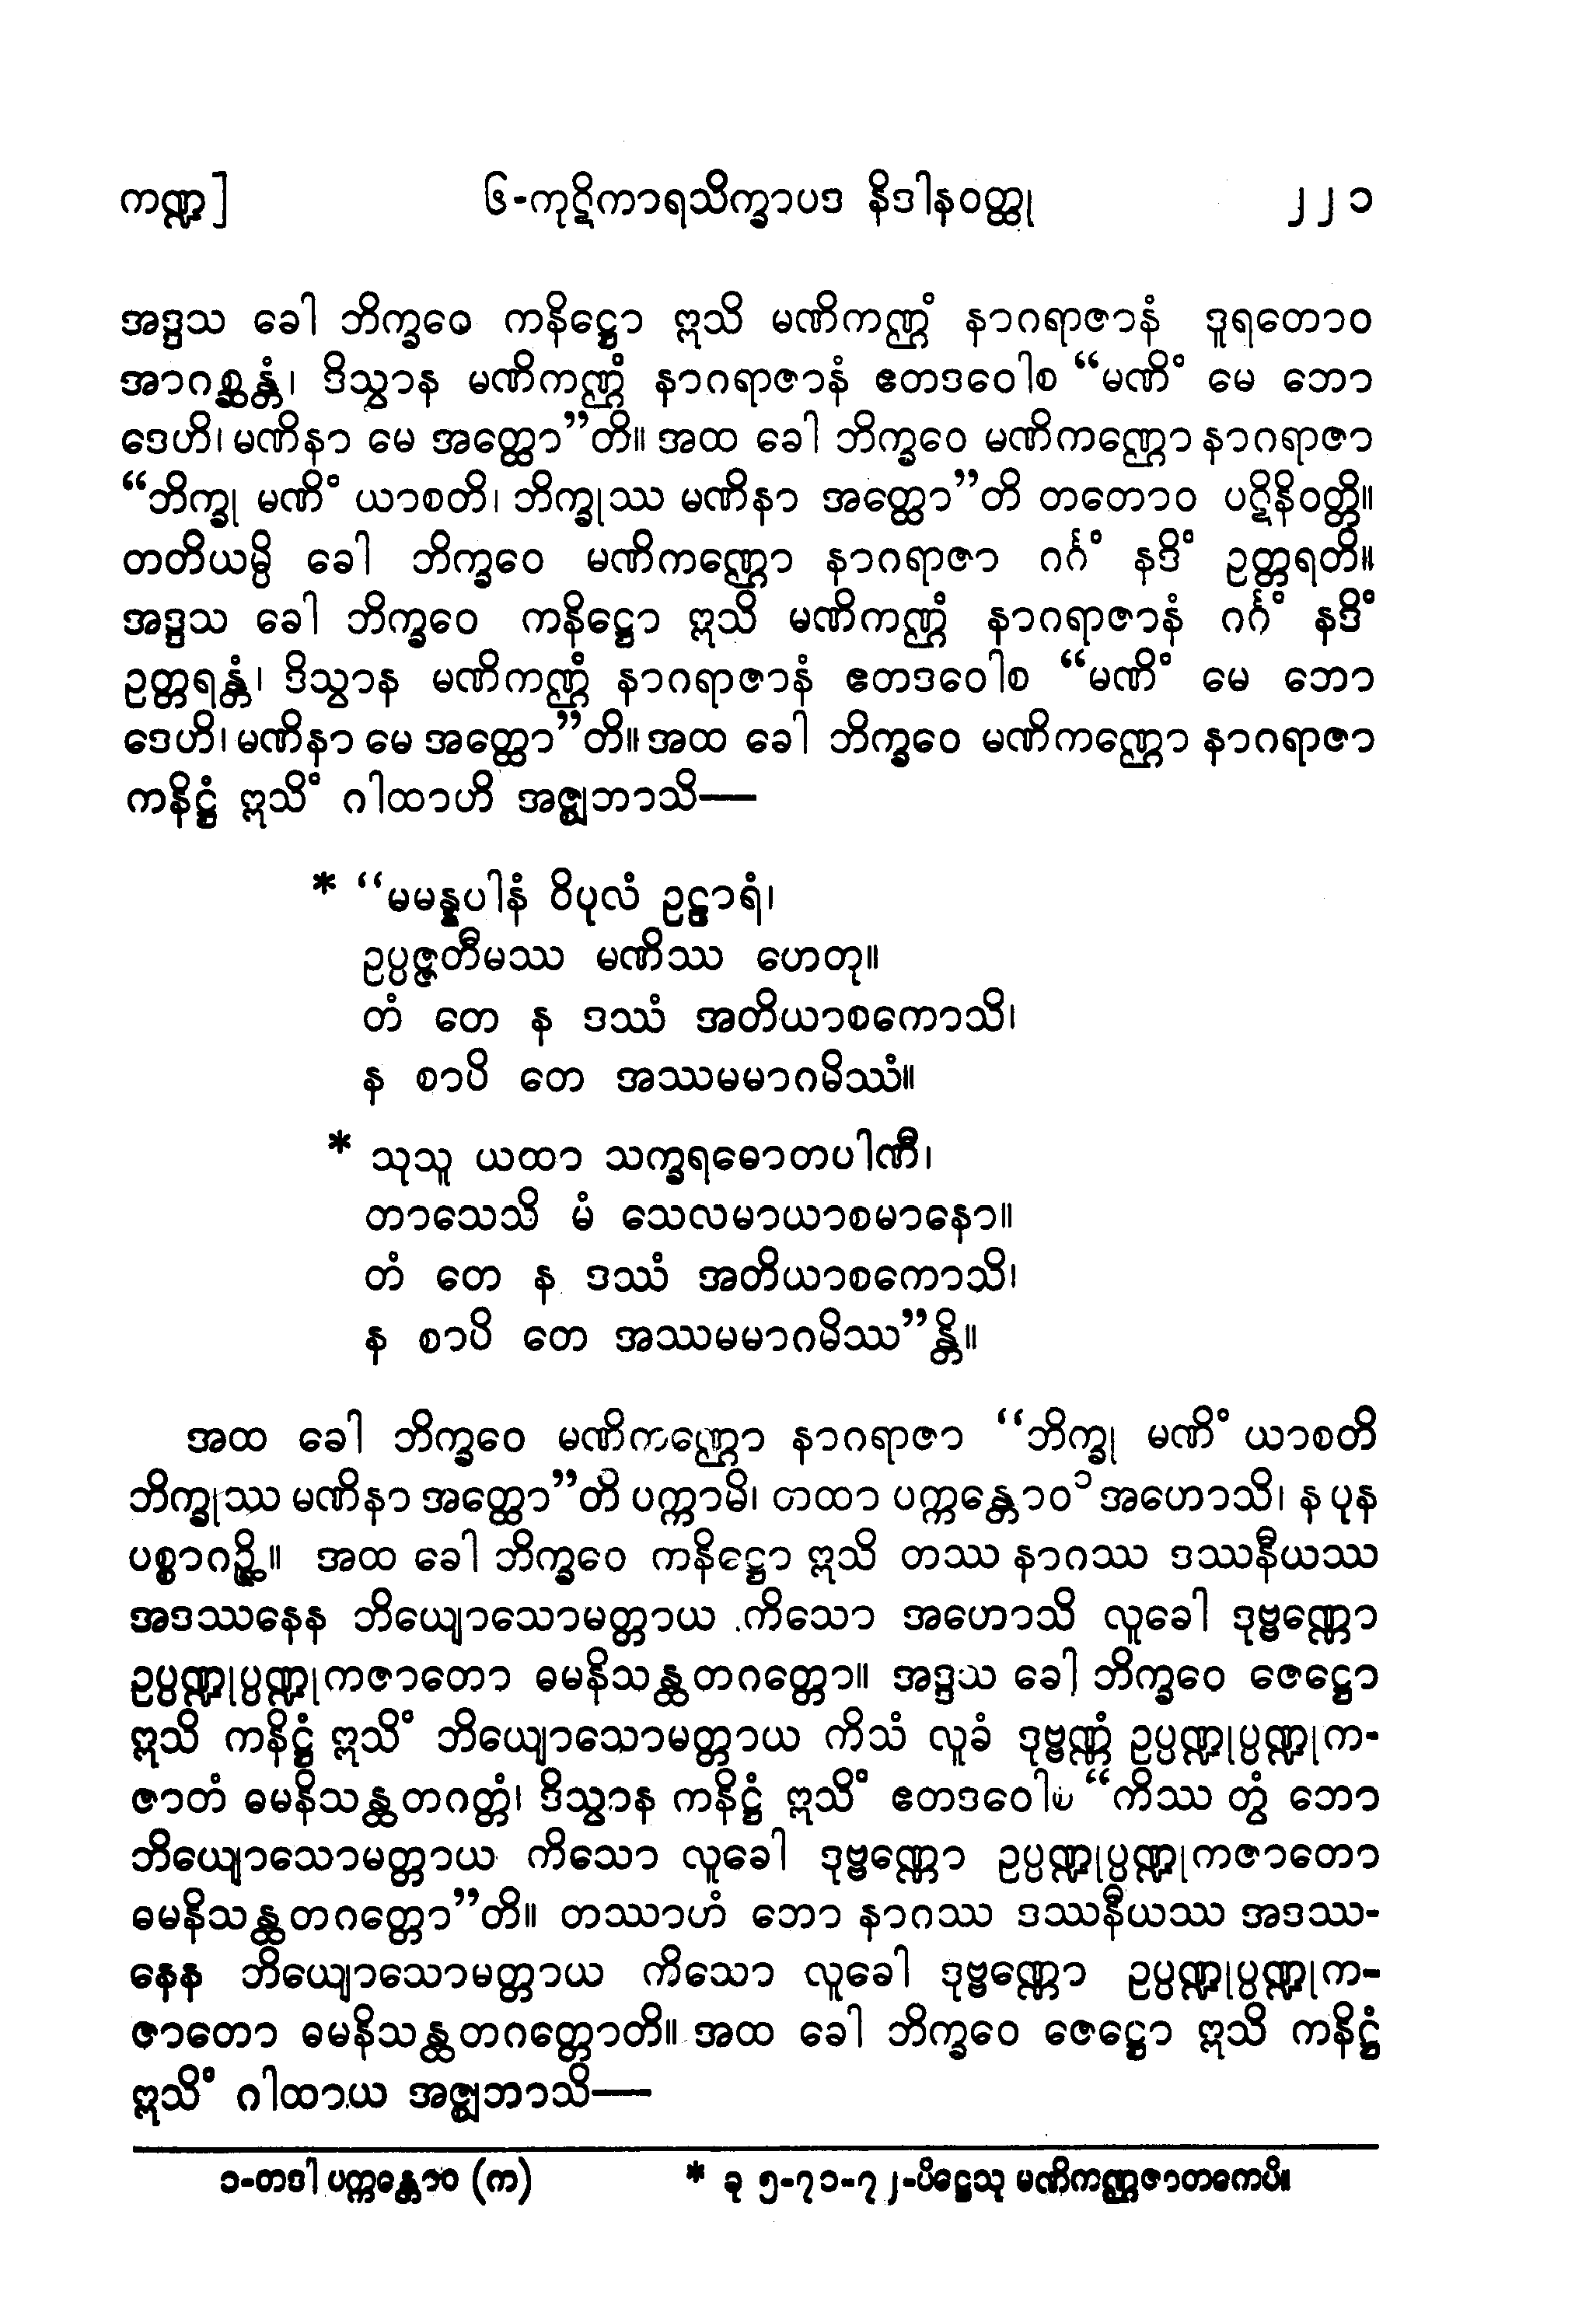 ကဏ္ဍ] ၆-ကုဋိကာရသိက္ခာပဒ နိဒါနဝတ္ထု ၂၂၁
အဒ္ဒသ ခေါ ဘိက္ခဝေ ကနိဋ္ဌော ဣသိ မဏိကဏ္ဌံ နာဂရာဇာနံ ဒူရတောဝ
အာဂစ္ဆန္တံ၊ ဒိသွာန မဏိကဏ္ဌံ နာဂရာဇာနံ ဧတဒဝေါစ “မဏိံ မေ ဘော
ဒေဟိ၊ မဏိနာ မေ အတ္ထော”တိ။ အထ ခေါ ဘိက္ခဝေ မဏိကဏ္ဌော နာဂရာဇာ
“ဘိက္ခု မဏိံ ယာစတိ၊ ဘိက္ခုဿ မဏိနာ အတ္ထော”တိ တတောဝ ပဋိနိဝတ္တိ။
တတိယမ္ပိ ခေါ ဘိက္ခဝေ မဏိကဏ္ဌော နာဂရာဇာ ဂင်္ဂံ နဒိံ ဥတ္တရတိ။
အဒ္ဒသ ခေါ ဘိက္ခဝေ ကနိဋ္ဌော ဣသိ မဏိကဏ္ဌံ နာဂရာဇာနံ ဂင်္ဂံ နဒိံ
ဥတ္တရန္တံ၊ ဒိသွာန မဏိကဏ္ဌံ နာဂရာဇာနံ ဧတဒဝေါစ “မဏိံ မေ ဘော
ဒေဟိ၊ မဏိနာ မေ အတ္ထော”တိ။ အထ ခေါ ဘိက္ခဝေ မဏိကဏ္ဌော နာဂရာဇာ
ကနိဋ္ဌံ ဣသိံ ဂါထာဟိ အဇ္ဈဘာသိ—
* “မမန္နပါနံ ဝိပုလံ ဥဠာရံ၊
ဥပ္ပဇ္ဇတီမဿ မဏိဿ ဟေတု။
တံ တေ န ဒဿံ အတိယာစကောသိ၊
န စာပိ တေ အဿမမာဂမိဿံ။
* သုသူ ယထာ သက္ခရဓောတပါဏီ၊
တာသေသိ မံ သေလမာယာစမာနော။
တံ တေ န ဒဿံ အတိယာစကောသိ၊
န စာပိ တေ အဿမမာဂမိဿ”န္တိ။
အထ ခေါ ဘိက္ခဝေ မဏိကဏ္ဌော နာဂရာဇာ “ဘိက္ခု မဏိံ ယာစတိ
ဘိက္ခုဿ မဏိနာ အတ္ထော”တိ ပက္ကာမိ၊ တထာ ပက္ကန္တောဝ ၁ အဟောသိ၊ န ပုန
ပစ္စာဂဉ္ဆိ။ အထ ခေါ ဘိက္ခဝေ ကနိဋ္ဌော ဣသိ တဿ နာဂဿ ဒဿနီယဿ
အဒဿနေန ဘိယျောသောမတ္တာယ ကိသော အဟောသိ လူခေါ ဒုဗ္ဗဏ္ဏော
ဥပ္ပဏ္ဍုပ္ပဏ္ဍုကဇာတော ဓမနိသန္ထတဂတ္တော။ အဒ္ဒသ ခေါ ဘိက္ခဝေ ဇေဋ္ဌော
ဣသိ ကနိဋ္ဌံ ဣသိံ ဘိယျောသောမတ္တာယ ကိသံ လူခံ ဒုဗ္ဗဏ္ဏံ ဥပ္ပဏ္ဍုပ္ပဏ္ဍုက-
ဇာတံ ဓမနိသန္ထတဂတ္တံ၊ ဒိသွာန ကနိဋ္ဌံ ဣသိံ ဧတဒဝေါစ “ကိဿ တွံ ဘော
ဘိယျောသောမတ္တာယ ကိသော လူခေါ ဒုဗ္ဗဏ္ဏော ဥပ္ပဏ္ဍုပ္ပဏ္ဍုကဇာတော
ဓမနိသန္ထတဂတ္တော”တိ။ တဿာဟံ ဘော နာဂဿ ဒဿနီယဿ အဒဿ-
နေန ဘိယျောသောမတ္တာယ ကိသော လူခေါ ဒုဗ္ဗဏ္ဏော ဥပ္ပဏ္ဍုပ္ပဏ္ဍုက-
ဇာတော ဓမနိသန္ထတဂတ္တောတိ။ အထ ခေါ ဘိက္ခဝေ ဇေဋ္ဌော ဣသိ ကနိဋ္ဌံ
ဣသိံ ဂါထာယ အဇ္ဈဘာသိ—
၁-တဒါ ပက္ကန္တောဝ (က) * ခု ၅-၇၁-၇၂-ပိဋ္ဌေသု မဏိကဏ္ဌဇာတကေပိ။